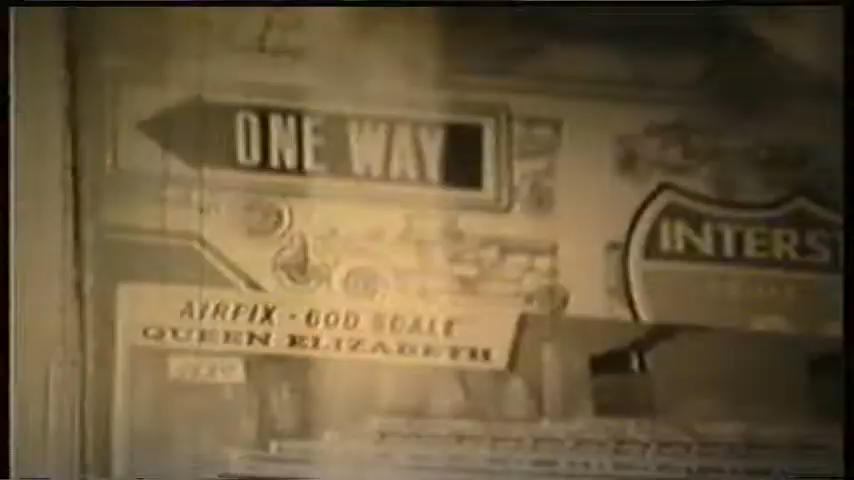 ONE WAY
INTERST
AIRFIX - 600 SCALE
QUEEN ELIZABETH